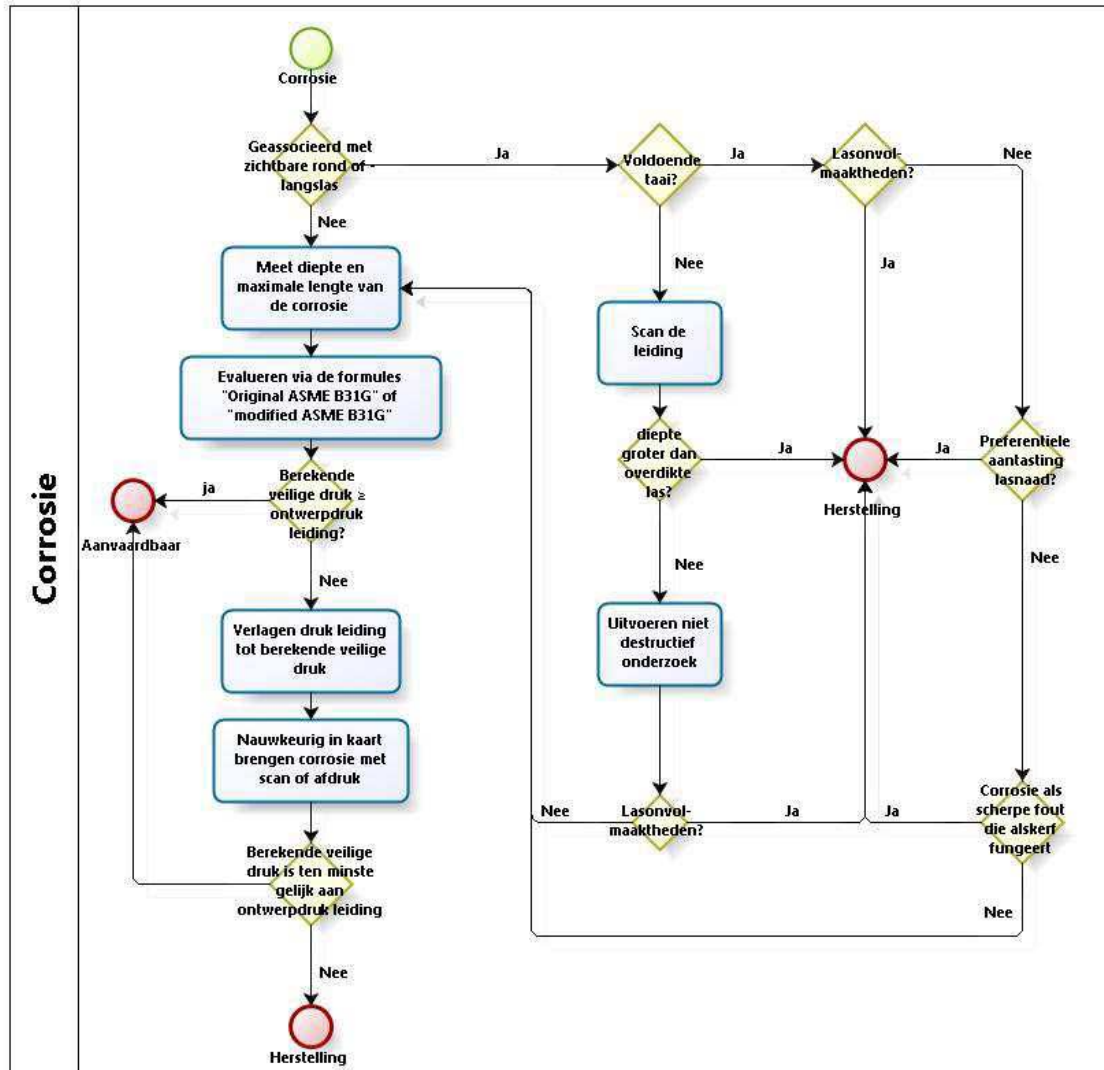 Corrosie
Corrosie
Geassocieerd met
zichtbare rond of -
langslas
Ja
Voldoende
taai?
Ja
Lasonvol-
maaktheden?
Nee
Nee
Meet diepte en
maximale lengte van
de corrosie
Nee
Ja
Scan de
leiding
Evalueren via de formules
"Original ASME B31G" of
"modified ASME B31G"
diepte
groter dan
overdikte
las?
Ja
Herstelling
Ja
Preferentiele
aantasting
lasnaad?
Berekende
veilige druk ≥
ontwerpdruk
leiding?
ja
Aanvaardbaar
Nee
Nee
Nee
Verlagen druk leiding
tot berekende veilige
druk
Uitvoeren niet
destructief
onderzoek
Nauwkeurig in kaart
brengen corrosie met
scan of afdruk
Nee
Lasonvol-
maaktheden?
Ja
Ja
Corrosie als
scherpe fout
die alskerf
fungeert
Berekende veilige
druk is ten minste
gelijk aan
ontwerpdruk leiding
Nee
Nee
Herstelling